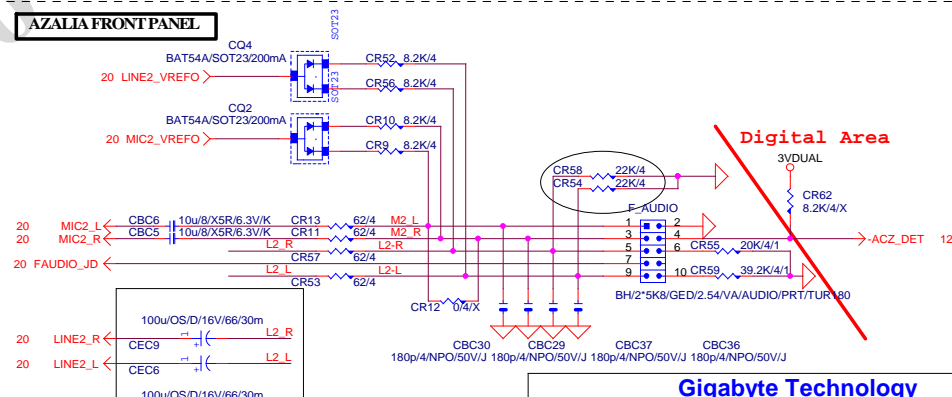 AZALIA FRONT PANEL
SOT23
CQ4
BAT54A/SOT23/200mA
20 LINE2_VREFO
CR52 8.2K/4
CR56 8.2K/4
SOT23
CQ2
BAT54A/SOT23/200mA
20 MIC2_VREFO
CR10 8.2K/4
CR9 8.2K/4
Digital Area
3VDUAL
CR58 22K/4
CR54 22K/4
CR62
8.2K/4/X
F_AUDIO
20 MIC2_L CBC6 10u/8/X5R/6.3V/K CR13 62/4 M2_L 1 2
20 MIC2_R CBC5 10u/8/X5R/6.3V/K CR11 62/4 M2_R 3 4
-ACZ_DET 12
L2_R L2-R 5 6 CR55 20K/4/1
20 FAUDIO_JD CR57 62/4 7
L2_L L2-L 9 10 CR59 39.2K/4/1
CR53 62/4
BH/2*5K8/GED/2.54/VA/AUDIO/PRT/TUR180
CR12 0/4/X
100u/OS/D/16V/66/30m
20 LINE2_R 1 + L2_R
CEC9
20 LINE2_L 1 + L2_L
CEC6
100u/OS/D/16V/66/30m
CBC30 CBC29 CBC37 CBC36
180p/4/NPO/50V/J 180p/4/NPO/50V/J 180p/4/NPO/50V/J 180p/4/NPO/50V/J
Gigabyte Technology